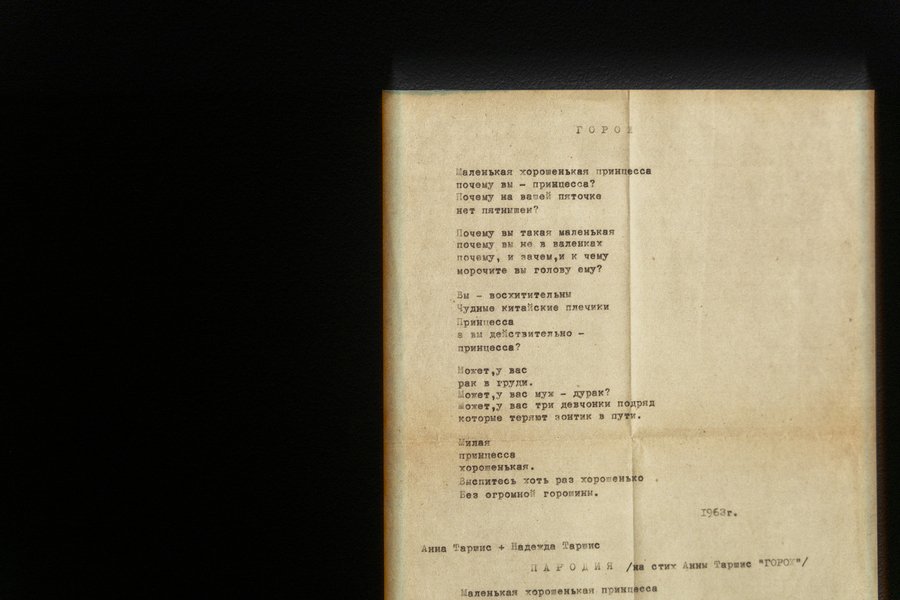 ГОРОХ
Маленькая хорошенькая принцесса
почему вы - принцесса?
Почему на вашей пяточке
нет пятнышек?
Почему вы такая маленькая
почему вы не в валенках
почему, и зачем,и к чему
морочите вы голову ему?
Вы - восхитительны
Чудные китайские плечики
Принцесса
а вы действительно -
принцесса?
Может,у вас
рак в груди.
Может,у вас муж - дурак?
Может,у вас три девчонки подряд
которые теряют зонтик в пути.
Милая
принцесса
хорошенькая.
Выспитесь хоть раз хорошенько .
Без огромной горошины.
1963г.
Анна Таршис + Надежда Таршис
ПАРОДИЯ /на стих Анны Таршис "ГОРОХ"/
Маленькая хорошенькая принцесса